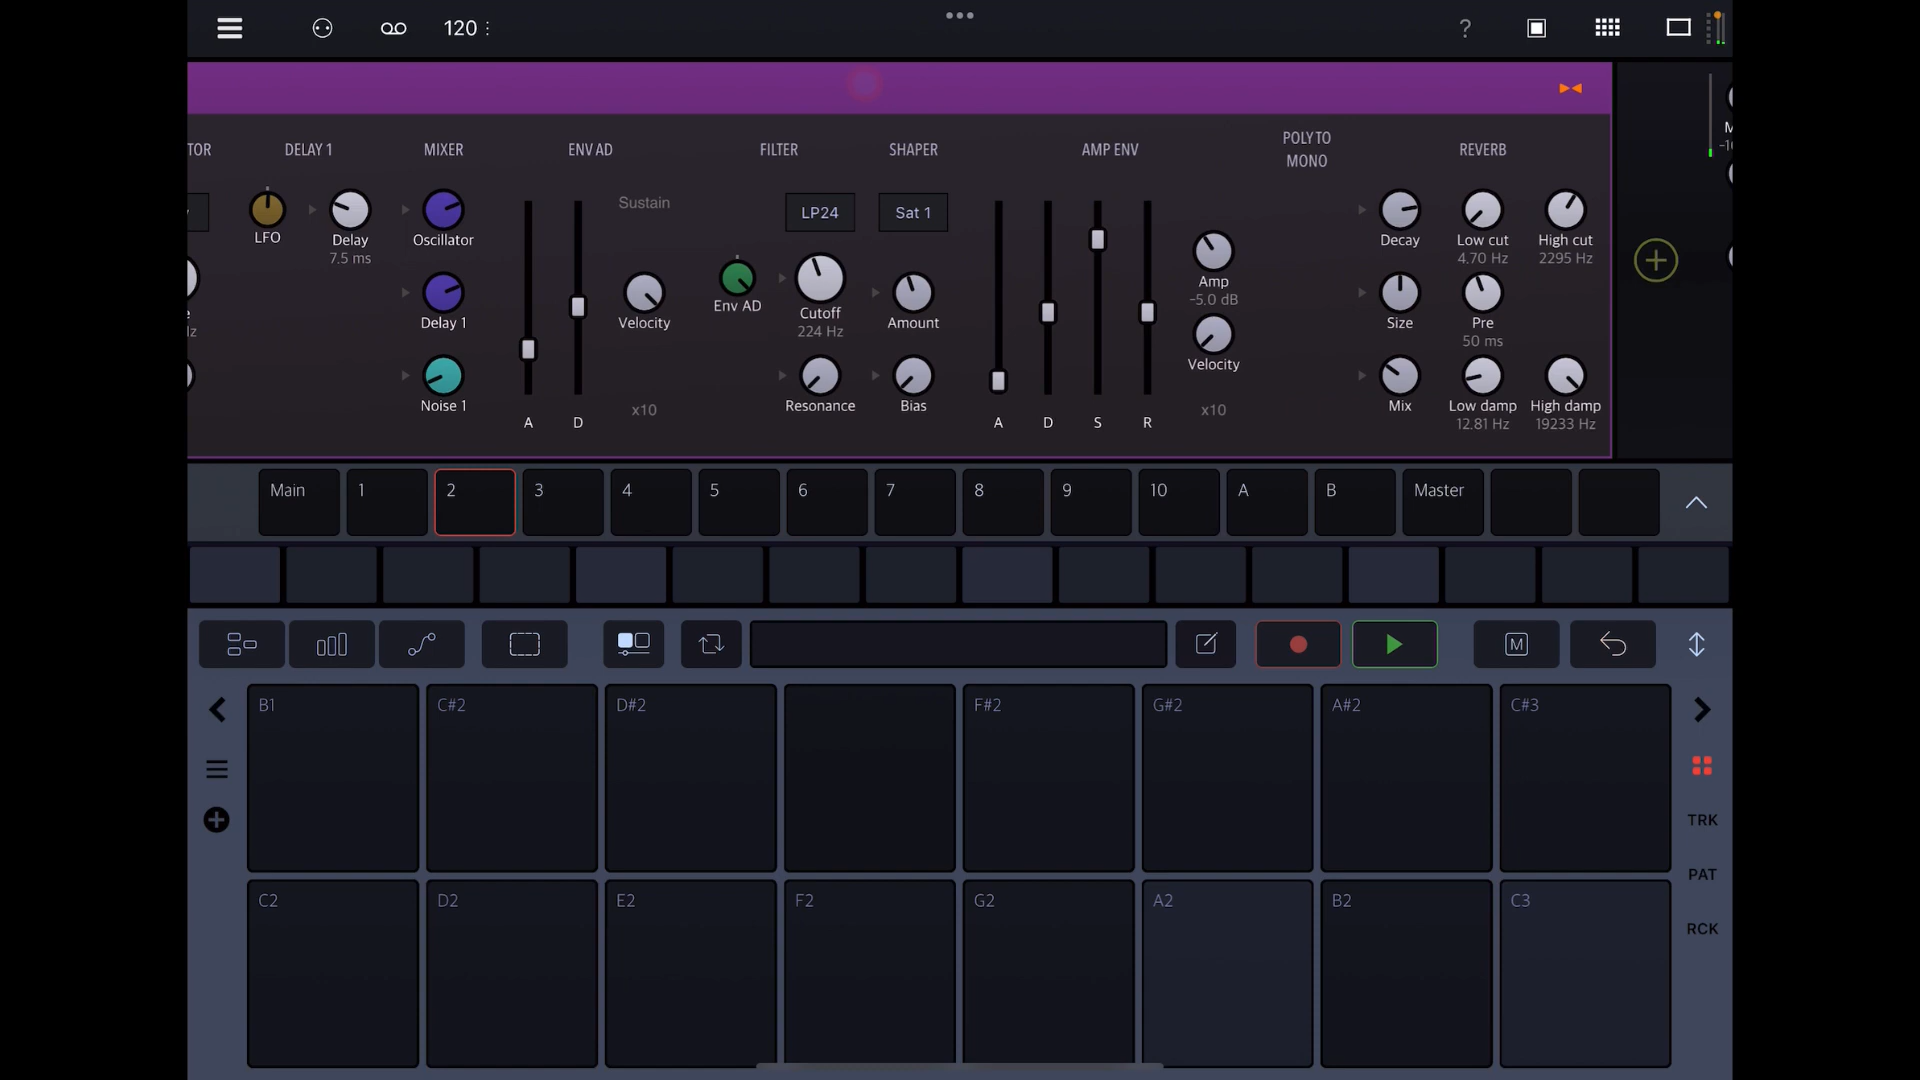 120
?
TOR
DELAY 1
MIXER
ENV AD
FILTER
SHAPER
AMP ENV
POLY TO
MONO
REVERB
Sustain
LP24
Sat 1
LFO
Delay
7.5 ms
Oscillator
Decay
Low cut
4.70 Hz
High cut
2295 Hz
Delay 1
Velocity
Env AD
Cutoff
224 Hz
Amount
Amp
-5.0 dB
Size
Pre
50 ms
Noise 1
Resonance
Bias
Velocity
Mix
Low damp
12.81 Hz
High damp
19233 Hz
x10
x10
A
D
A
D
S
R
Main
1
2
3
4
5
6
7
8
9
10
A
B
Master
M
B1
C#2
D#2
F#2
G#2
A#2
C#3
TRK
PAT
C2
D2
E2
F2
G2
A2
B2
C3
RCK